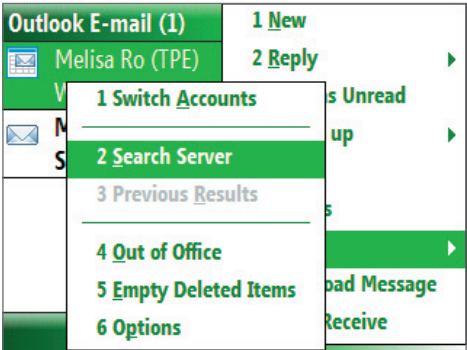 Outlook E-mail (1)
Melisa Ro (TPE)
W
M
S
1 New
2 Reply
s Unread
up
s
oad Message
Receive
1 Switch Accounts
2 Search Server
3 Previous Results
4 Out of Office
5 Empty Deleted Items
6 Options